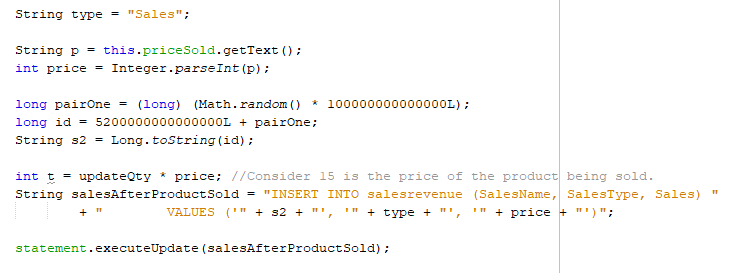 String type = "Sales";
String p = this.priceSold.getText();
int price = Integer.parseInt(p);
long pairOne = (long) (Math.random() * 100000000000000L);
long id = 5200000000000000L + pairOne;
String s2 = Long.toString(id);
int t = updateQty * price; //Consider 15 is the price of the product being sold.
String salesAfterProductSold = "INSERT INTO salesrevenue (SalesName, SalesType, Sales) "
+ " VALUES ('" + s2 + "', '" + type + "', '" + price + "')";
statement.executeUpdate(salesAfterProductSold);